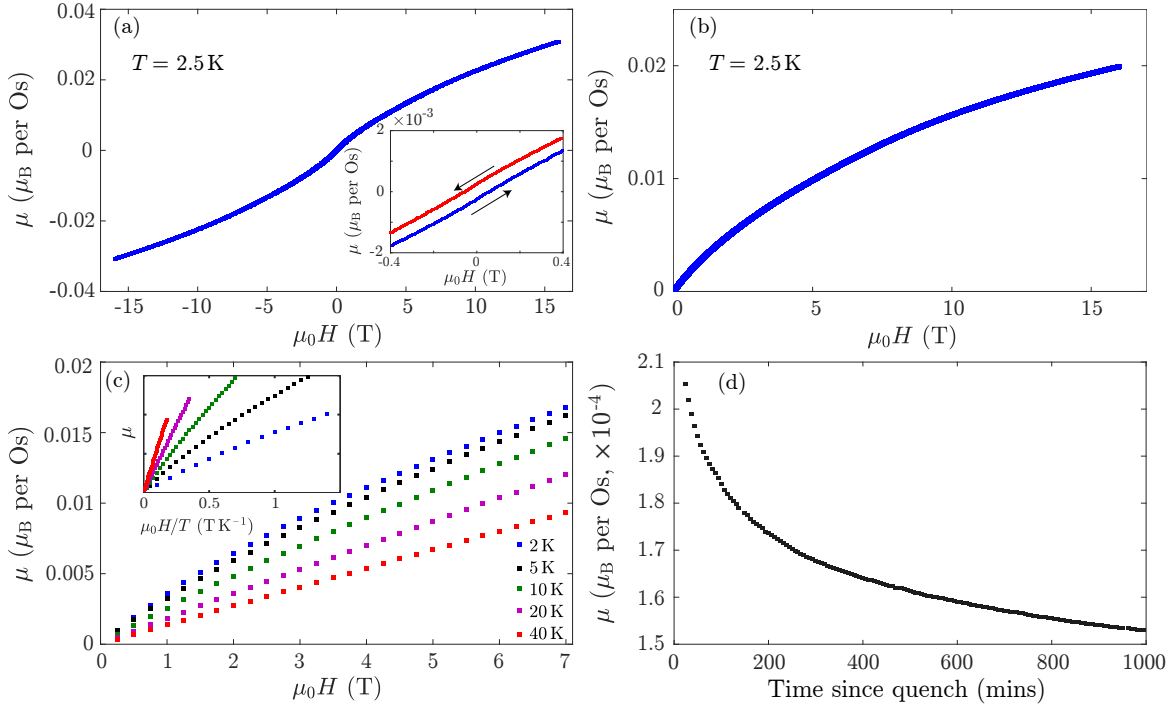 (a)
T = 2.5 K
μ (μB per Os)
0.04
0.02
0
-0.02
-0.04
-15
-10
-5
0
5
10
15
μ0H (T)
×10-3
μ (μB per Os)
2
0
-2
-0.4
0
0.4
μ0H (T)
(b)
T = 2.5 K
μ (μB per Os)
0.02
0.01
0
0
5
10
15
μ0H (T)
(c)
μ (μB per Os)
0.02
0.015
0.01
0.005
0
0
1
2
3
4
5
6
7
μ0H (T)
μ
0
0.5
1
μ0H/T (T K-1)
2 K
5 K
10 K
20 K
40 K
(d)
μ (μB per Os, ×10-4)
2.1
2
1.9
1.8
1.7
1.6
1.5
0
200
400
600
800
1000
Time since quench (mins)